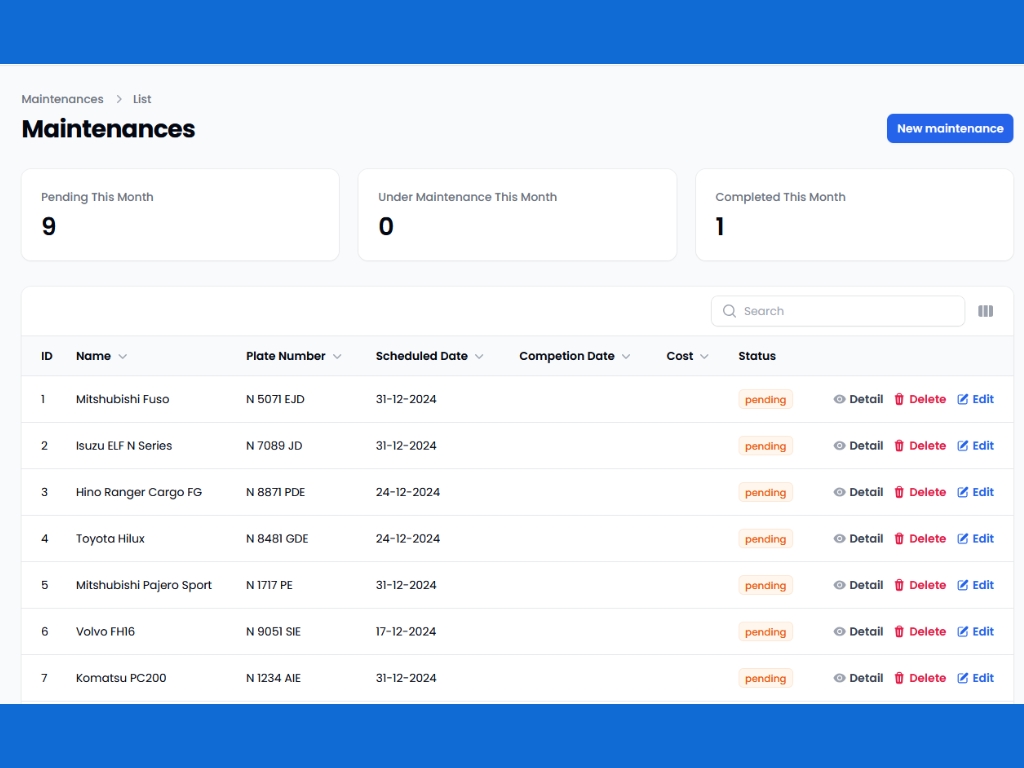 Maintenances > List
Maintenances
New maintenance
Pending This Month
9
Under Maintenance This Month
0
Completed This Month
1
Search
ID Name Plate Number Scheduled Date Competion Date Cost Status
1 Mitshubishi Fuso N 5071 EJD 31-12-2024 pending Detail Delete Edit
2 Isuzu ELF N Series N 7089 JD 31-12-2024 pending Detail Delete Edit
3 Hino Ranger Cargo FG N 8871 PDE 24-12-2024 pending Detail Delete Edit
4 Toyota Hilux N 8481 GDE 24-12-2024 pending Detail Delete Edit
5 Mitshubishi Pajero Sport N 1717 PE 31-12-2024 pending Detail Delete Edit
6 Volvo FH16 N 9051 SIE 17-12-2024 pending Detail Delete Edit
7 Komatsu PC200 N 1234 AIE 31-12-2024 pending Detail Delete Edit